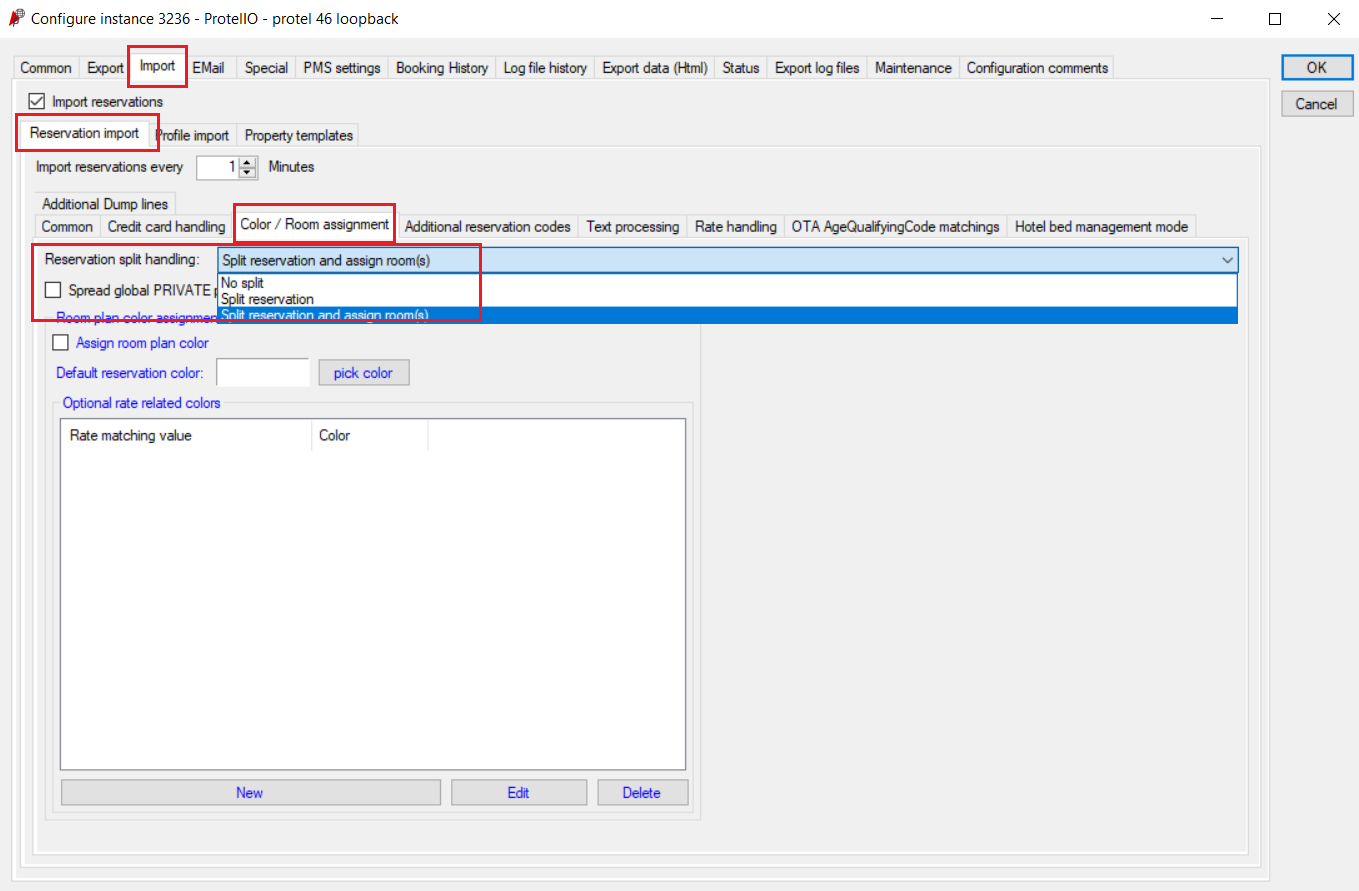 Configure instance 3236 - ProtelIO - protel 46 loopback
Common Export Import EMail Special PMS settings Booking History Log file history Export data (Html) Status Export log files Maintenance Configuration comments
OK
Cancel
Import reservations
Reservation import Profile import Property templates
Import reservations every 1 Minutes
Additional Dump lines
Common Credit card handling Color / Room assignment Additional reservation codes Text processing Rate handling OTA AgeQualifyingCode matchings Hotel bed management mode
Reservation split handling: Split reservation and assign room(s)
No split
Spread global PRIVATE
Split reservation
Split reservation and assign room(s)
Room plan color
Assign room plan color
Default reservation color: pick color
Optional rate related colors
Rate matching value Color
New Edit Delete